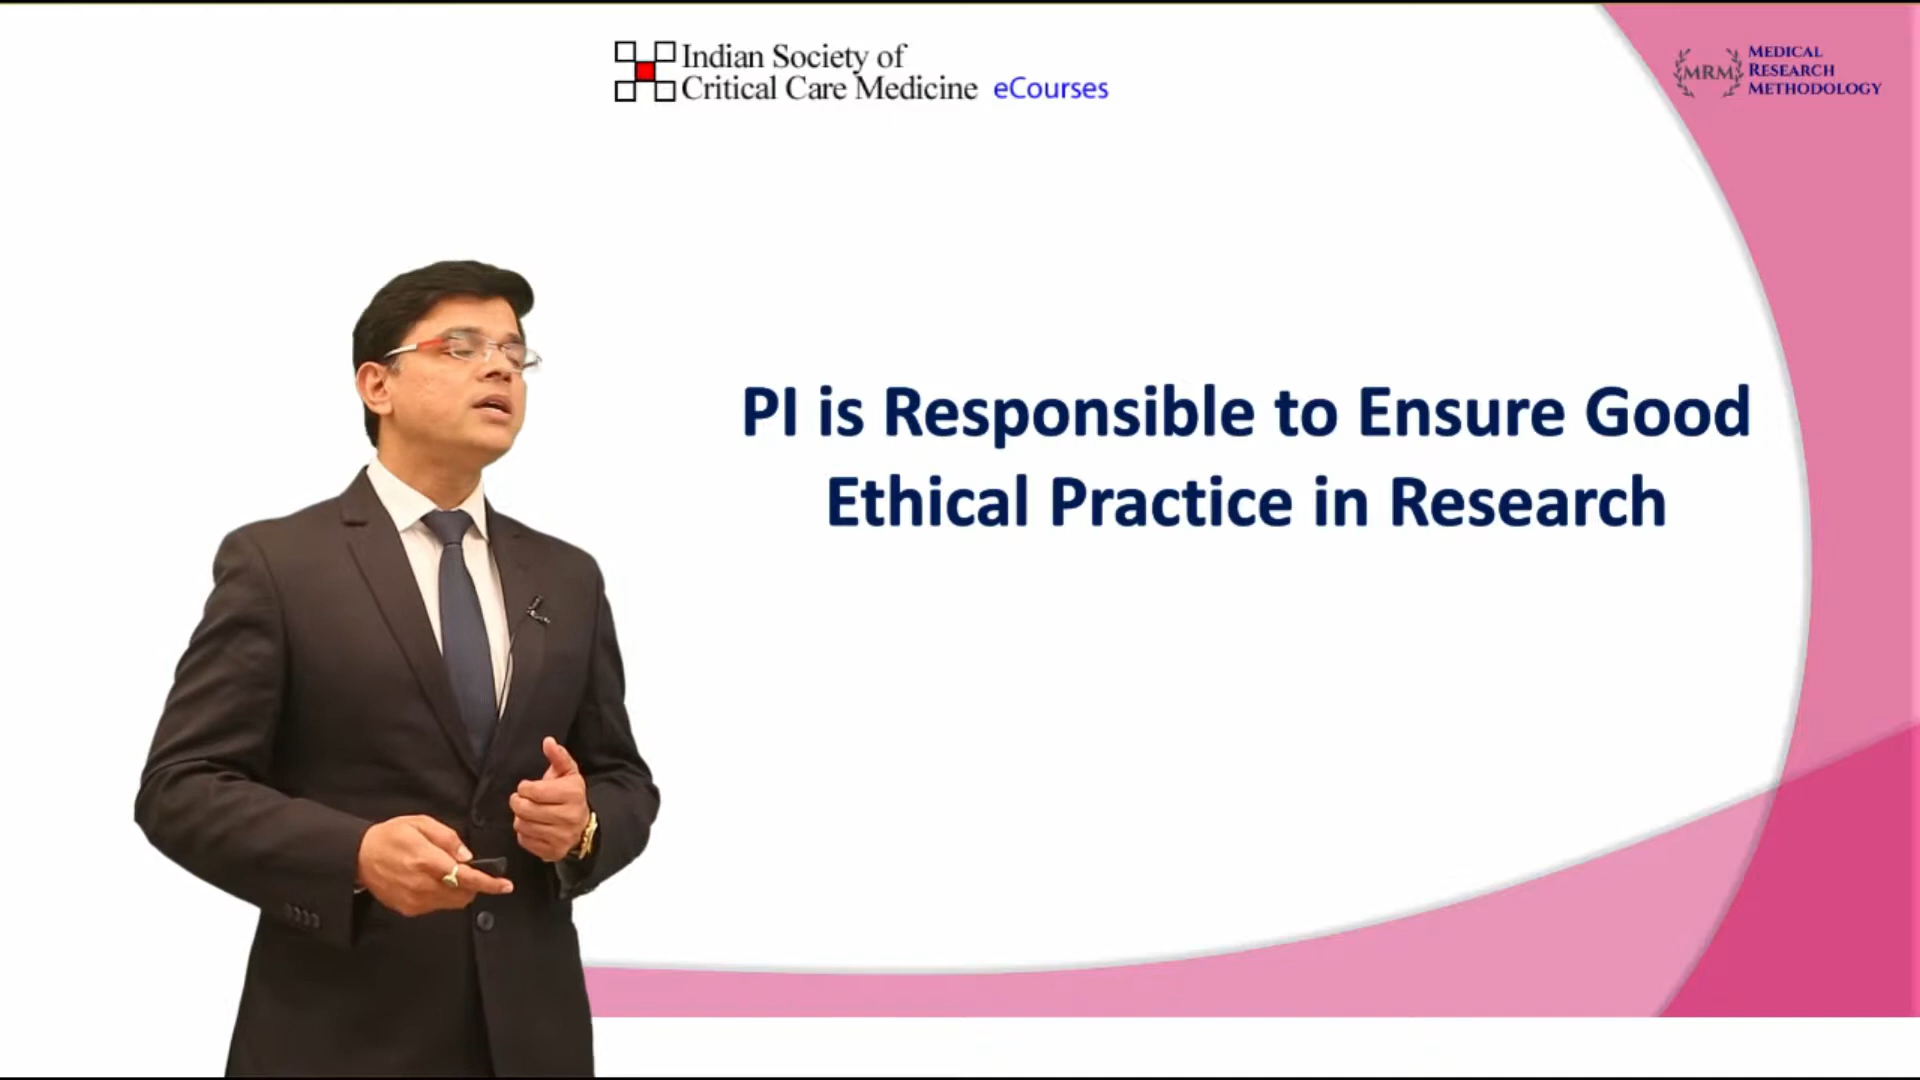 Indian Society of
Critical Care Medicine eCourses
MRM
MEDICAL
RESEARCH
METHODOLOGY
PI is Responsible to Ensure Good
Ethical Practice in Research